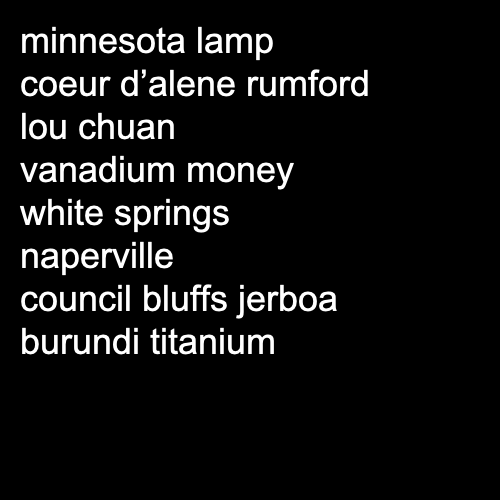 minnesota lamp
coeur d’alene rumford
lou chuan
vanadium money
white springs
naperville
council bluffs jerboa
burundi titanium